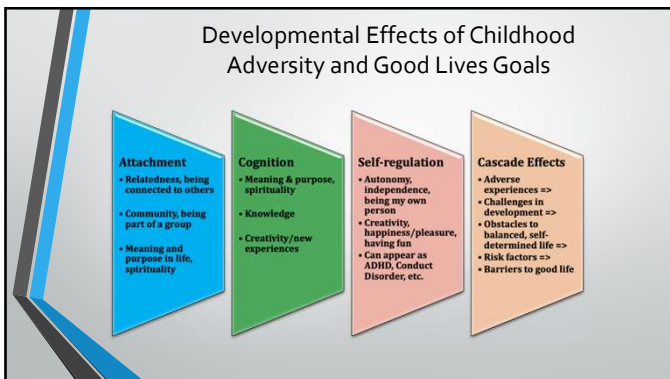 Developmental Effects of Childhood
Adversity and Good Lives Goals
Attachment
• Relatedness, being
connected to others
• Community, being
part of a group
• Meaning and
purpose in life,
spirituality
Cognition
• Meaning & purpose,
spirituality
• Knowledge
• Creativity/new
experiences
Self-regulation
• Autonomy,
independence,
being my own
person
• Creativity,
happiness/pleasure,
having fun
• Can appear as
ADHD, Conduct
Disorder, etc.
Cascade Effects
• Adverse
experiences =>
• Challenges in
development =>
• Obstacles to
balanced, self-
determined life =>
• Risk factors =>
• Barriers to good life